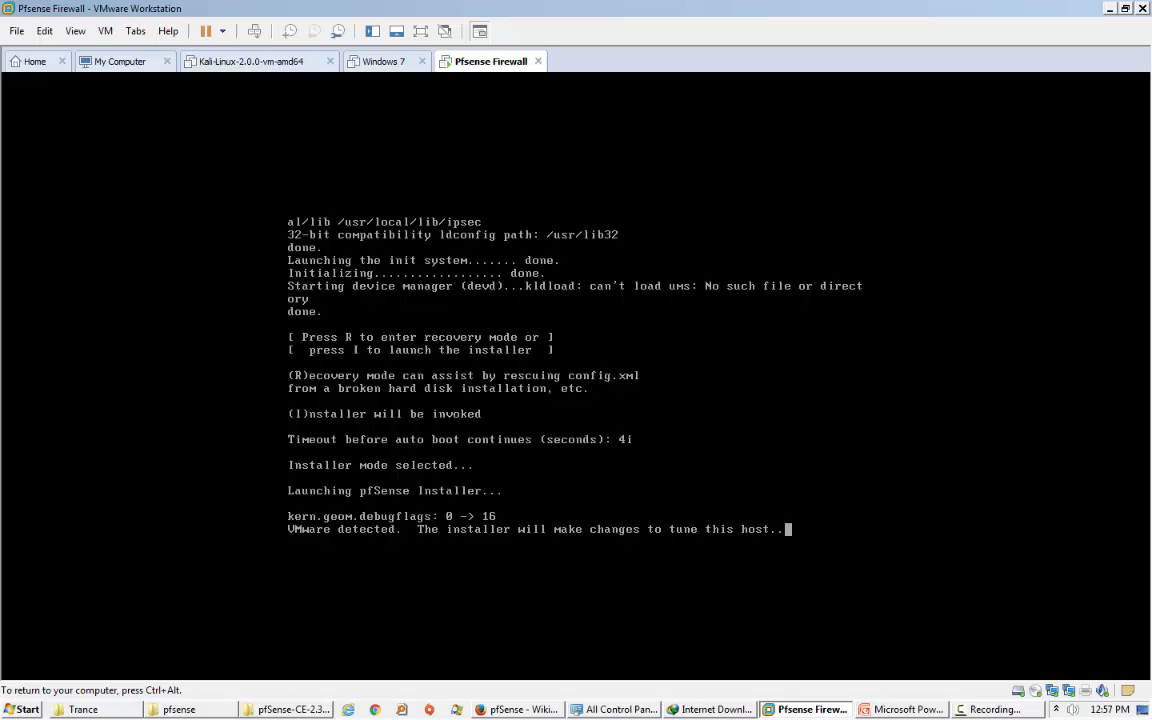 Pfsense Firewall - VMware Workstation
File Edit View VM Tabs Help
Home My Computer Kali-Linux-2.0.0-vm-amd64 Windows 7 Pfsense Firewall
al/lib /usr/local/lib/ipsec
32-bit compatibility ldconfig path: /usr/lib32
done.
Launching the init system....... done.
Initializing.................. done.
Starting device manager (devd)...kldload: can't load ums: No such file or direct
ory
done.
[ Press R to enter recovery mode or ]
[  press I to launch the installer  ]
(R)ecovery mode can assist by rescuing config.xml
from a broken hard disk installation, etc.
(I)nstaller will be invoked
Timeout before auto boot continues (seconds): 4i
Installer mode selected...
Launching pfSense Installer...
kern.geom.debugflags: 0 -> 16
VMware detected.  The installer will make changes to tune this host..
To return to your computer, press Ctrl+Alt.
Start Trance pfsense pfSense-CE-2.3... pfSense - Wiki... All Control Pan... Internet Downl... Pfsense Firew... Microsoft Pow... Recording... 12:57 PM